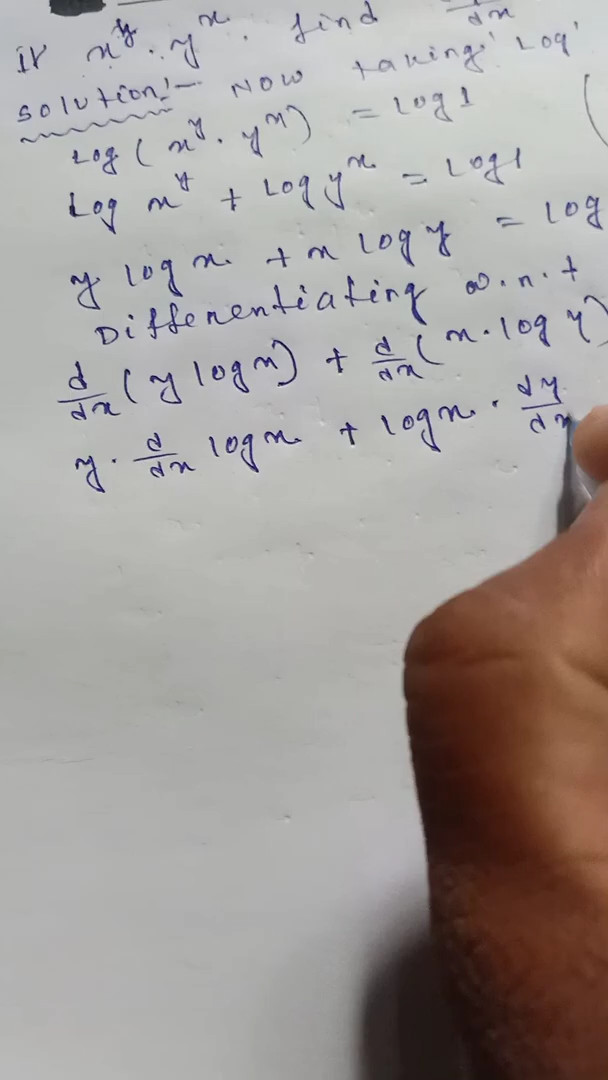 If x^y . y^x . find d/dx
solution:- Now taking 'Log'
Log ( x^y . y^x ) = Log 1
Log x^y + Log y^x = Log 1
y log x + x log y = log
Differentiating w.r.t
d/dx ( y log x ) + d/dx ( x . log y )
y . d/dx log x + log x . dy/dx